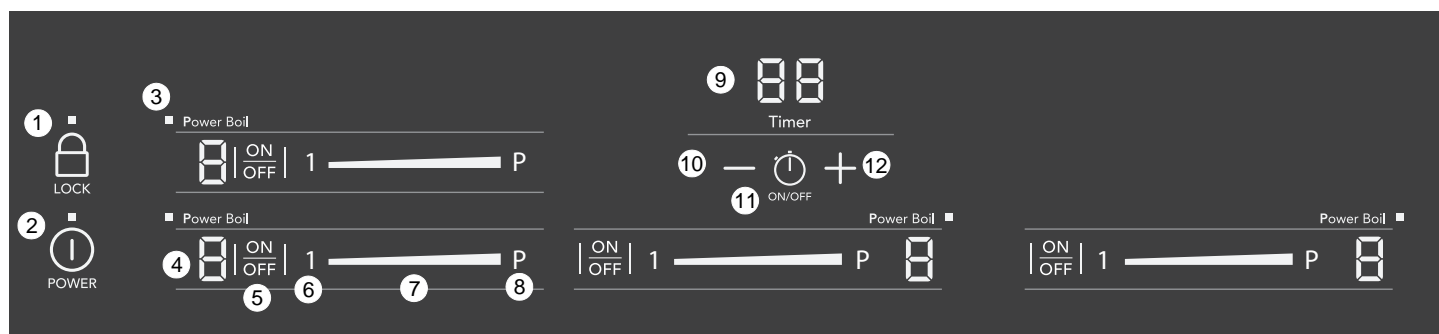 9 88
Timer
3
Power Boil
1
LOCK
8 ON
OFF 1 P
10 − 11 ON/OFF + 12
2
POWER
Power Boil
4 8 ON
OFF 1 P
5 6 7 8
Power Boil
ON
OFF 1 P 8
Power Boil
ON
OFF 1 P 8